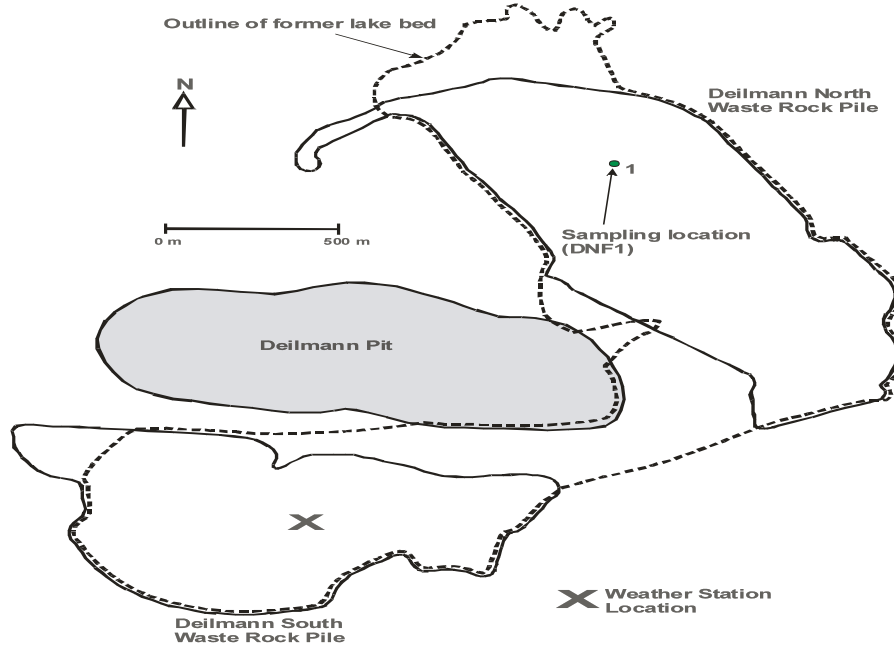 Outline of former lake bed
N
Deilmann North
Waste Rock Pile
1
0 m
500 m
Sampling location
(DNF1)
Deilmann Pit
X
Weather Station
Location
Deilmann South
Waste Rock Pile